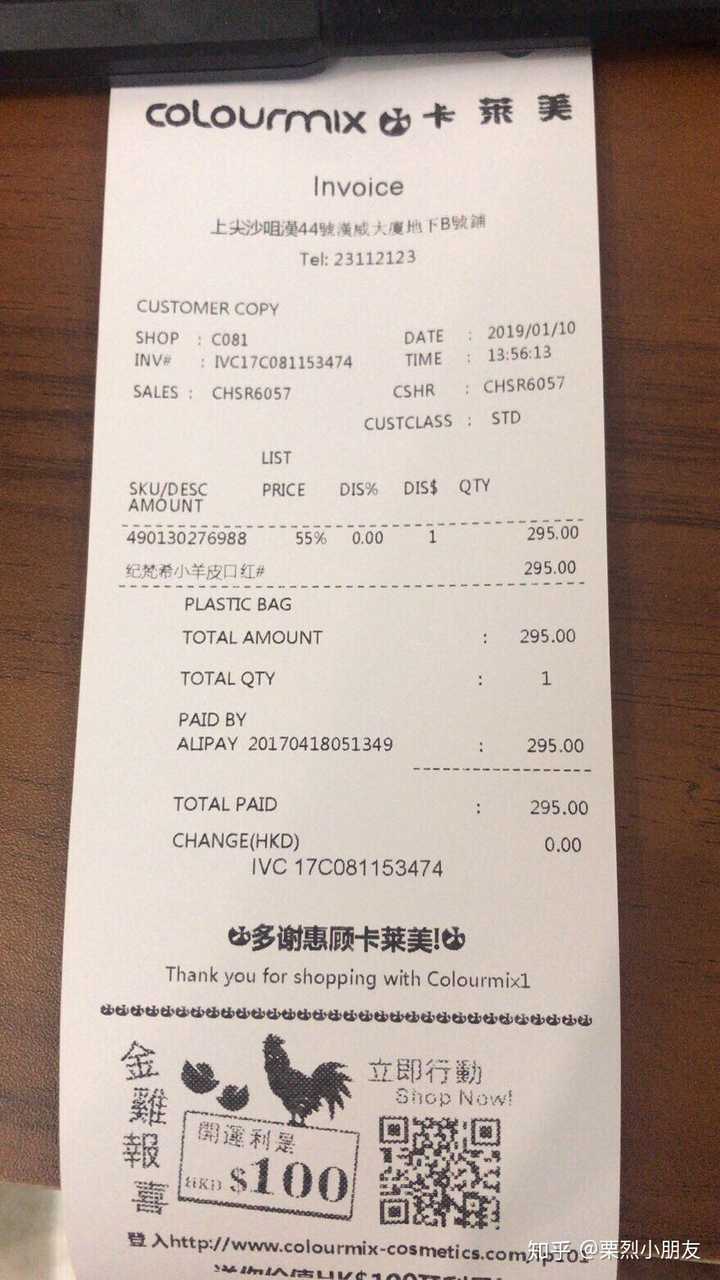 colourmix 卡莱美
Invoice
上尖沙咀漢44號漢威大廈地下B號鋪
Tel: 23112123
CUSTOMER COPY
SHOP : C081 DATE : 2019/01/10
INV# : IVC17C081153474 TIME : 13:56:13
SALES : CHSR6057 CSHR : CHSR6057
CUSTCLASS : STD
LIST
SKU/DESC PRICE DIS% DIS$ QTY
AMOUNT
490130276988 55% 0.00 1 295.00
纪梵希小羊皮口红# 295.00
PLASTIC BAG
TOTAL AMOUNT : 295.00
TOTAL QTY : 1
PAID BY
ALIPAY 20170418051349 : 295.00
TOTAL PAID : 295.00
CHANGE(HKD) 0.00
IVC 17C081153474
多谢惠顾卡莱美!
Thank you for shopping with Colourmix1
金雞報喜
開運利是
HKD $100
立即行動
Shop Now!
登入http://www.colourmix-cosmetics.com
知乎 @栗烈小朋友